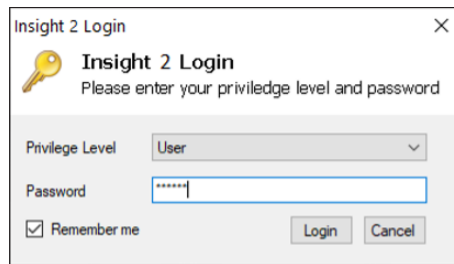 Insight 2 Login
Insight 2 Login
Please enter your priviledge level and password
Privilege Level User
Password ******
Remember me Login Cancel